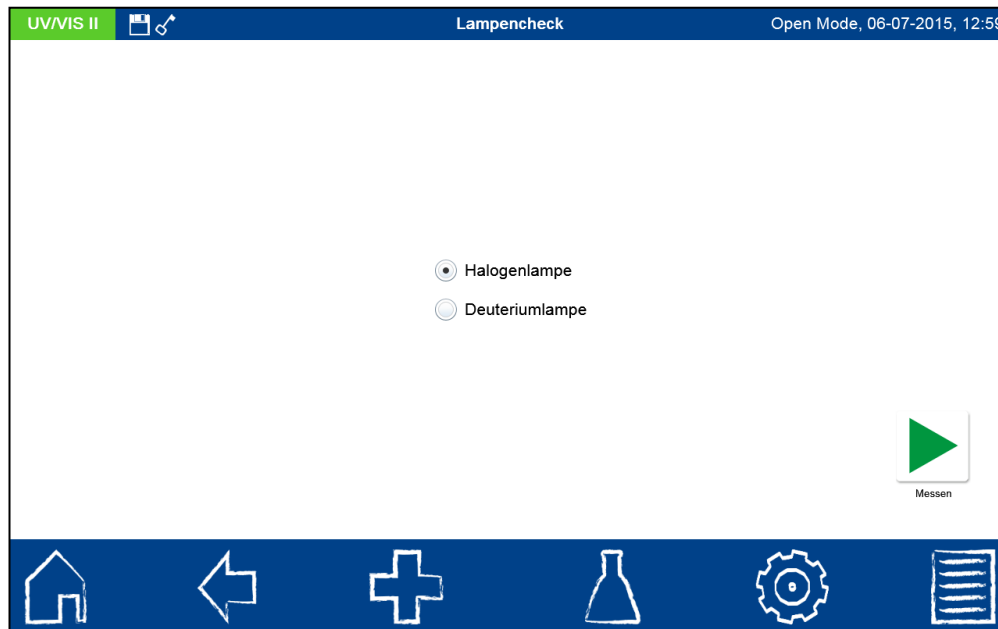 UV/VIS II Lampencheck Open Mode, 06-07-2015, 12:59
Halogenlampe
Deuteriumlampe
Messen